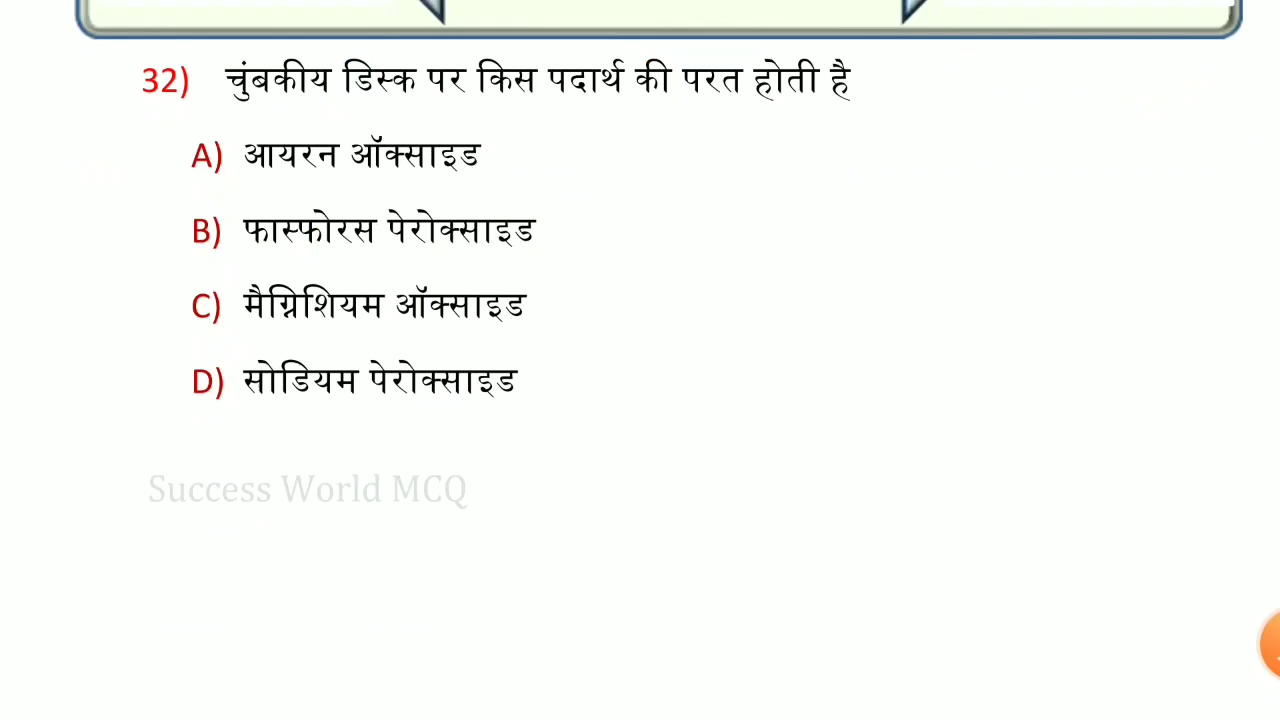 32) चुंबकीय डिस्क पर किस पदार्थ की परत होती है
A) आयरन ऑक्साइड
B) फास्फोरस पेरोक्साइड
C) मैग्निशियम ऑक्साइड
D) सोडियम पेरोक्साइड
Success World MCQ